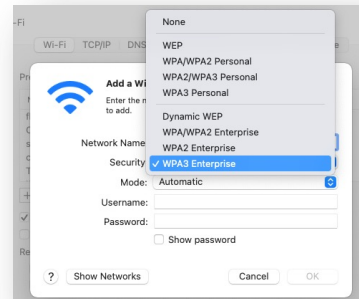 -Fi
Wi-Fi TCP/IP DNS
None
WEP
WPA/WPA2 Personal
WPA2/WPA3 Personal
WPA3 Personal
Dynamic WEP
WPA/WPA2 Enterprise
WPA2 Enterprise
✓ WPA3 Enterprise
Add a Wi
Enter the
to add.
Network Name
Security
Mode: Automatic
Username:
Password:
Show password
? Show Networks Cancel OK